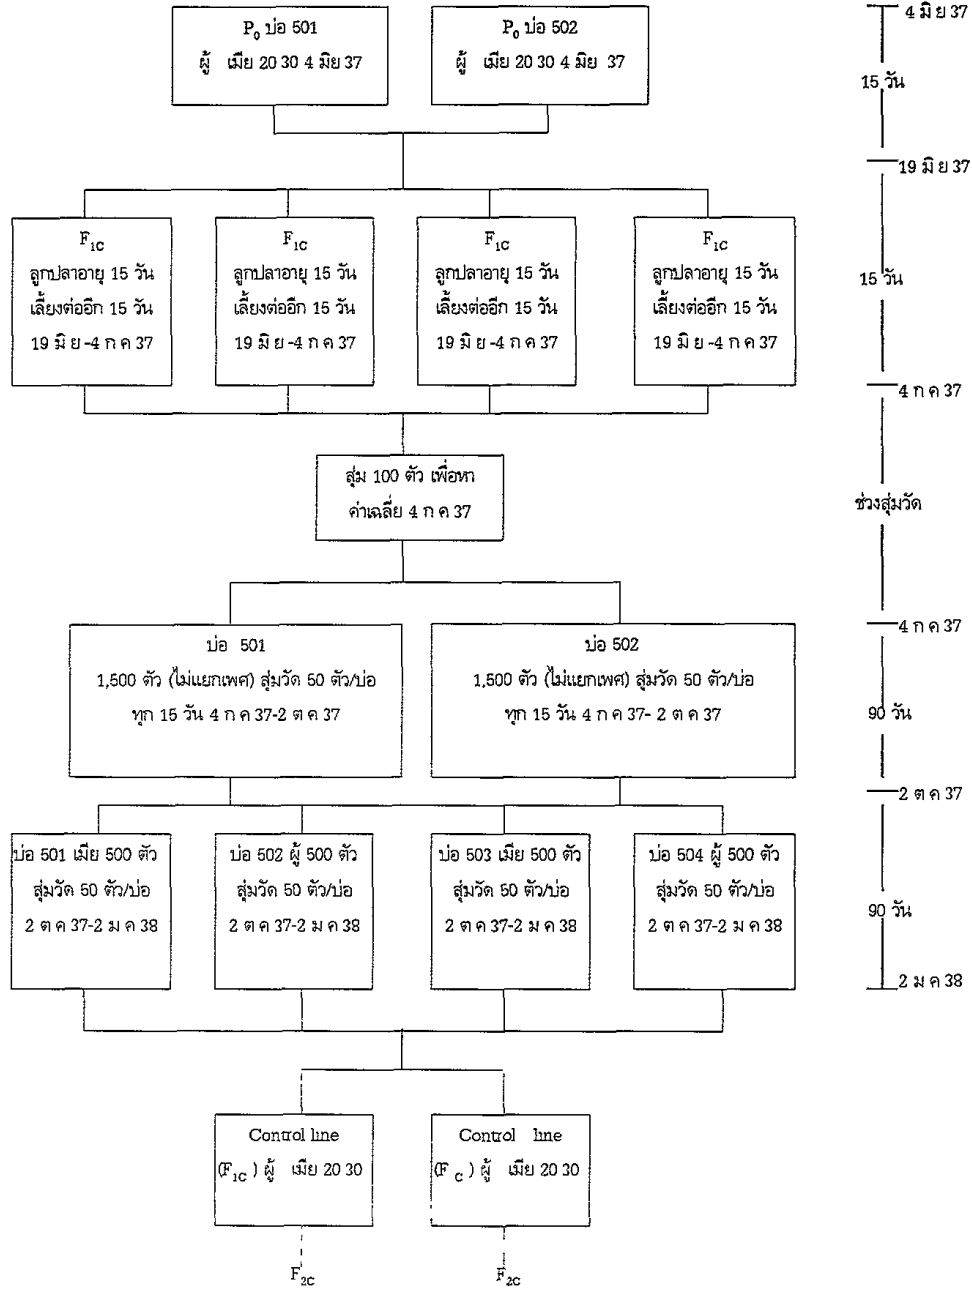 P₀ บ่อ 501
ผู้ เมีย 20 30 4 มิย 37
P₀ บ่อ 502
ผู้ เมีย 20 30 4 มิย 37
4 มิย 37
15 วัน
19 มิย 37
F₁C
ลูกปลาอายุ 15 วัน
เลี้ยงต่ออีก 15 วัน
19 มิย-4 กค 37
F₁C
ลูกปลาอายุ 15 วัน
เลี้ยงต่ออีก 15 วัน
19 มิย-4 กค 37
F₁C
ลูกปลาอายุ 15 วัน
เลี้ยงต่ออีก 15 วัน
19 มิย-4 กค 37
F₁C
ลูกปลาอายุ 15 วัน
เลี้ยงต่ออีก 15 วัน
19 มิย-4 กค 37
15 วัน
4 กค 37
สุ่ม 100 ตัว เพื่อหา
ค่าเฉลี่ย 4 กค 37
ช่วงสุ่มวัด
4 กค 37
บ่อ 501
1,500 ตัว (ไม่แยกเพศ) สุ่มวัด 50 ตัว/บ่อ
ทุก 15 วัน 4 กค 37-2 ตค 37
บ่อ 502
1,500 ตัว (ไม่แยกเพศ) สุ่มวัด 50 ตัว/บ่อ
ทุก 15 วัน 4 กค 37- 2 ตค 37
90 วัน
2 ตค 37
บ่อ 501 เมีย 500 ตัว
สุ่มวัด 50 ตัว/บ่อ
2 ตค 37-2 มค 38
บ่อ 502 ผู้ 500 ตัว
สุ่มวัด 50 ตัว/บ่อ
2 ตค 37-2 มค 38
บ่อ 503 เมีย 500 ตัว
สุ่มวัด 50 ตัว/บ่อ
2 ตค 37-2 มค 38
บ่อ 504 ผู้ 500 ตัว
สุ่มวัด 50 ตัว/บ่อ
2 ตค 37-2 มค 38
90 วัน
2 มค 38
Control line
(F₁C) ผู้ เมีย 20 30
Control line
(F C) ผู้ เมีย 20 30
F₂C
F₂C